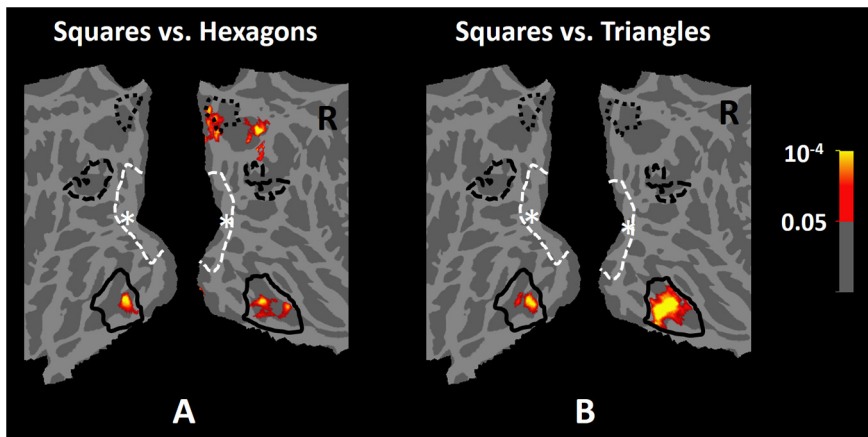 Squares vs. Hexagons
Squares vs. Triangles
R
R
10-4
0.05
*
*
*
*
A
B